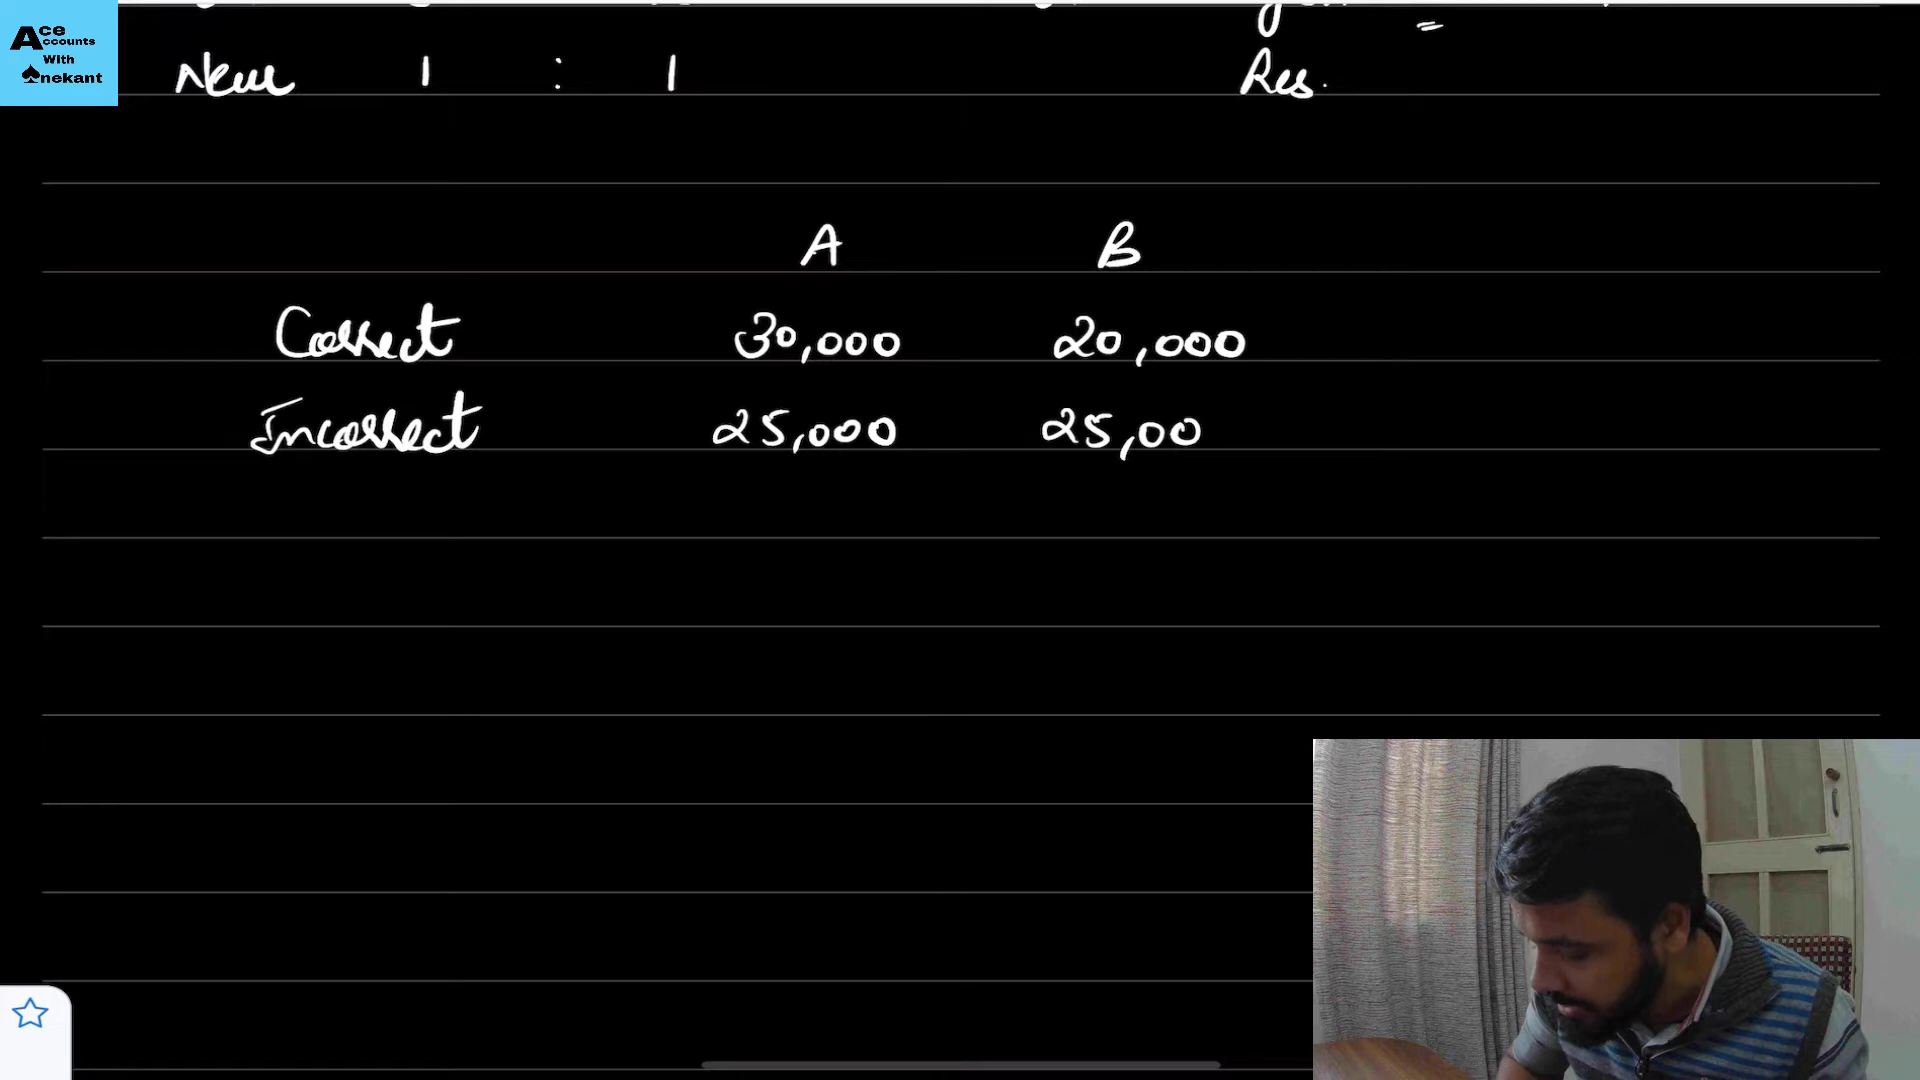 Ace
Accounts
With
Anekant
New 1 : 1 Res.
A B
Correct 30,000 20,000
Incorrect 25,000 25,00